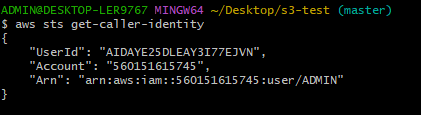 ADMIN@DESKTOP-LER9767 MINGW64 ~/Desktop/s3-test (master)
$ aws sts get-caller-identity
{
    "UserId": "AIDAYE25DLEAY3I77EJVN",
    "Account": "560151615745",
    "Arn": "arn:aws:iam::560151615745:user/ADMIN"
}